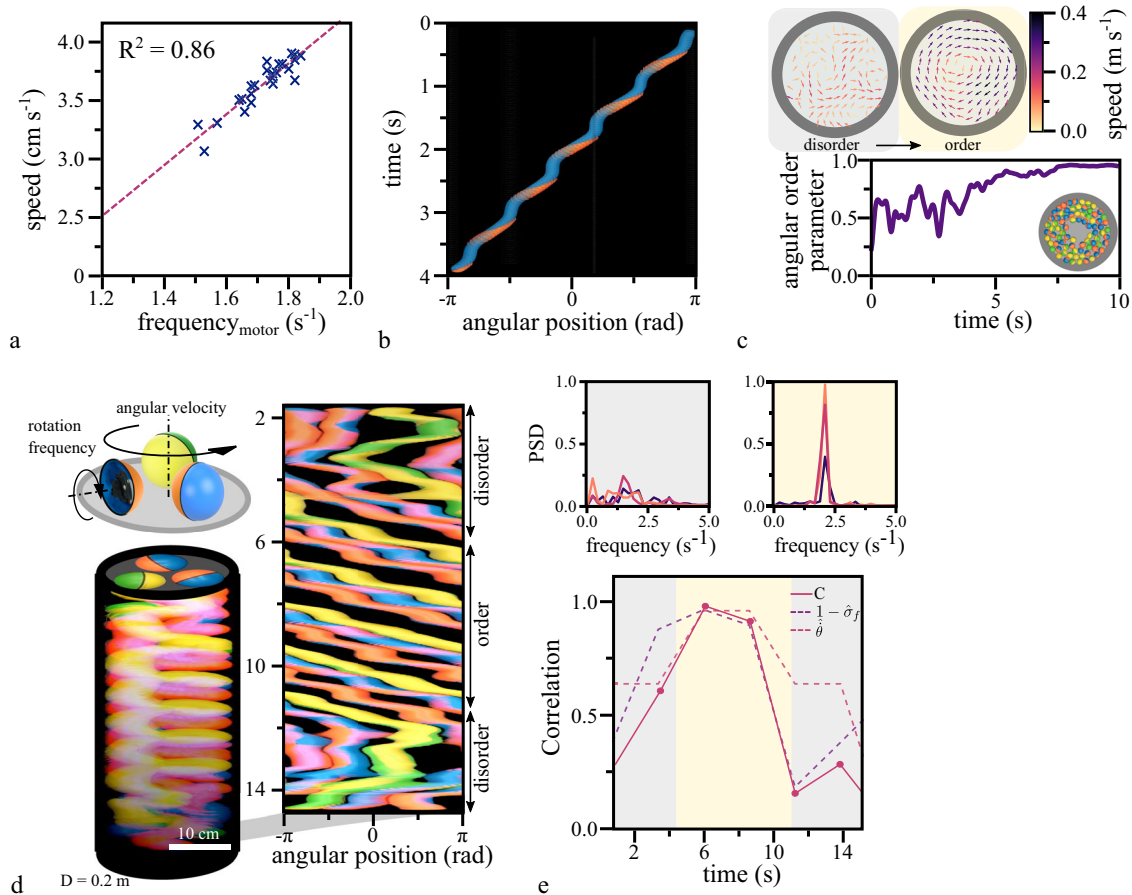 R² = 0.86
4.0
3.5
3.0
2.5
2.0
speed (cm s⁻¹)
1.2 1.4 1.6 1.8 2.0
frequency_motor (s⁻¹)
a
0
1
2
3
4
time (s)
-π 0 π
angular position (rad)
b
disorder order
0.4
0.2
0.0
speed (m s⁻¹)
1.0
0.5
0.0
angular order
parameter
0 5 10
time (s)
c
angular velocity
rotation
frequency
10 cm
D = 0.2 m
2
6
10
14
disorder
order
disorder
-π 0 π
angular position (rad)
d
1.0
0.5
0.0
PSD
0.0 2.5 5.0
frequency (s⁻¹)
1.0
0.5
0.0
0.0 2.5 5.0
frequency (s⁻¹)
C
1 − σ̂_f
θ̇̂
1.0
0.5
0.0
Correlation
2 6 10 14
time (s)
e